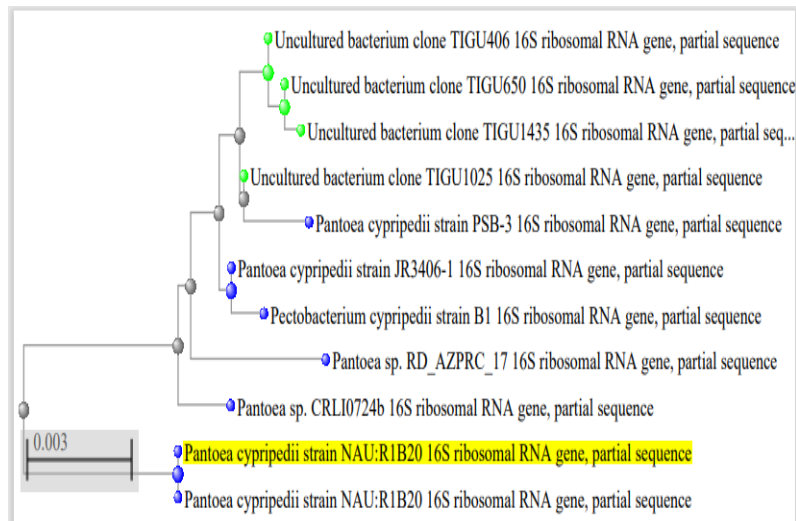 Uncultured bacterium clone TIGU406 16S ribosomal RNA gene, partial sequence
Uncultured bacterium clone TIGU650 16S ribosomal RNA gene, partial sequence
Uncultured bacterium clone TIGU1435 16S ribosomal RNA gene, partial seq...
Uncultured bacterium clone TIGU1025 16S ribosomal RNA gene, partial sequence
Pantoea cypripedii strain PSB-3 16S ribosomal RNA gene, partial sequence
Pantoea cypripedii strain JR3406-1 16S ribosomal RNA gene, partial sequence
Pectobacterium cypripedii strain B1 16S ribosomal RNA gene, partial sequence
Pantoea sp. RD_AZPRC_17 16S ribosomal RNA gene, partial sequence
Pantoea sp. CRLI0724b 16S ribosomal RNA gene, partial sequence
0.003
Pantoea cypripedii strain NAU:R1B20 16S ribosomal RNA gene, partial sequence
Pantoea cypripedii strain NAU:R1B20 16S ribosomal RNA gene, partial sequence